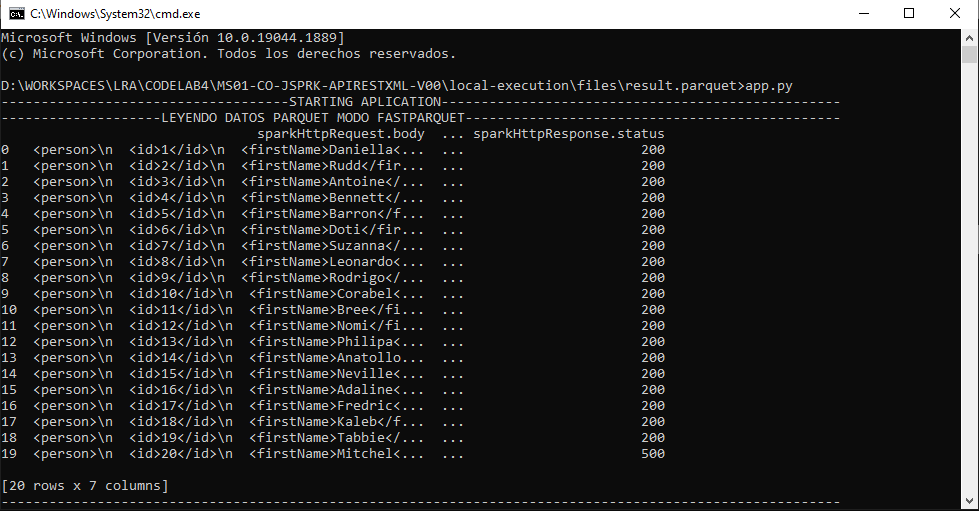 C:\Windows\System32\cmd.exe
Microsoft Windows [Versión 10.0.19044.1889]
(c) Microsoft Corporation. Todos los derechos reservados.
D:\WORKSPACES\LRA\CODELAB4\MS01-CO-JSPRK-APIRESTXML-V00\local-execution\files\result.parquet>app.py
------------------------------------STARTING APLICATION--------------------------------------------------
--------------------LEYENDO DATOS PARQUET MODO FASTPARQUET-----------------------------------------------
                                sparkHttpRequest.body  ... sparkHttpResponse.status
0   <person>\n  <id>1</id>\n  <firstName>Daniella<...  ...                      200
1   <person>\n  <id>2</id>\n  <firstName>Rudd</fir...  ...                      200
2   <person>\n  <id>3</id>\n  <firstName>Antoine</...  ...                      200
3   <person>\n  <id>4</id>\n  <firstName>Bennett</...  ...                      200
4   <person>\n  <id>5</id>\n  <firstName>Barron</f...  ...                      200
5   <person>\n  <id>6</id>\n  <firstName>Doti</fir...  ...                      200
6   <person>\n  <id>7</id>\n  <firstName>Suzanna</...  ...                      200
7   <person>\n  <id>8</id>\n  <firstName>Leonardo<...  ...                      200
8   <person>\n  <id>9</id>\n  <firstName>Rodrigo</...  ...                      200
9   <person>\n  <id>10</id>\n  <firstName>Corabel<...  ...                      200
10  <person>\n  <id>11</id>\n  <firstName>Bree</fi...  ...                      200
11  <person>\n  <id>12</id>\n  <firstName>Nomi</fi...  ...                      200
12  <person>\n  <id>13</id>\n  <firstName>Philipa<...  ...                      200
13  <person>\n  <id>14</id>\n  <firstName>Anatollo...  ...                      200
14  <person>\n  <id>15</id>\n  <firstName>Neville<...  ...                      200
15  <person>\n  <id>16</id>\n  <firstName>Adaline<...  ...                      200
16  <person>\n  <id>17</id>\n  <firstName>Fredric<...  ...                      200
17  <person>\n  <id>18</id>\n  <firstName>Kaleb</f...  ...                      200
18  <person>\n  <id>19</id>\n  <firstName>Tabbie</...  ...                      200
19  <person>\n  <id>20</id>\n  <firstName>Mitchel<...  ...                      500
[20 rows x 7 columns]
---------------------------------------------------------------------------------------------------------